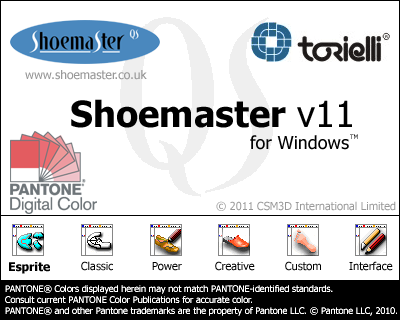 ShoemaSter QS
torielli®
www.shoemaster.co.uk
QS
Shoemaster v11
for Windows™
PANTONE®
Digital Color
© 2011 CSM3D International Limited
Esprite Classic Power Creative Custom Interface
PANTONE® Colors displayed herein may not match PANTONE-identified standards.
Consult current PANTONE Color Publications for accurate color.
PANTONE® and other Pantone trademarks are the property of Pantone LLC. © Pantone LLC, 2010.